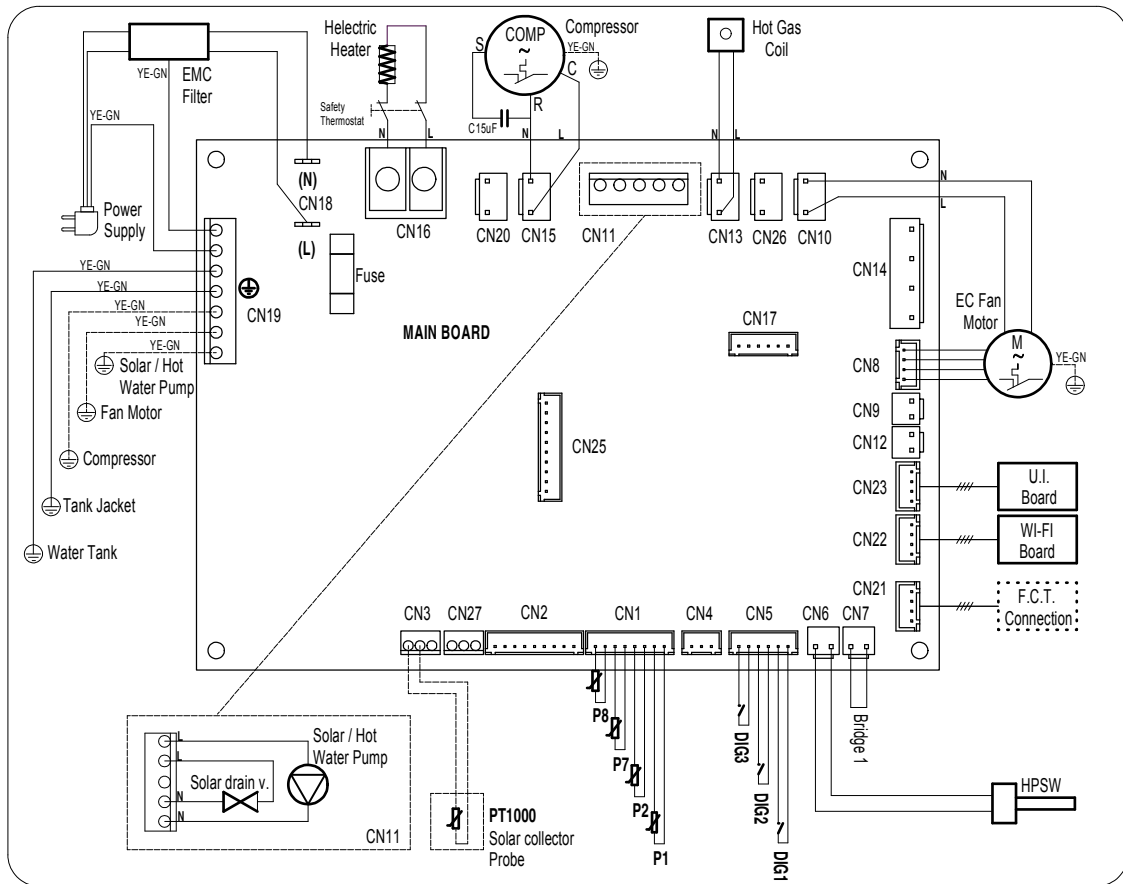 EMC
Filter
YE-GN
YE-GN
Power
Supply
(N)
CN18
(L)
Helectric
Heater
Safety
Thermostat
N
L
CN16
Fuse
S
COMP
~
Compressor
YE-GN
C
R
C15uF
N
L
CN20
CN15
CN11
Hot Gas
Coil
N
L
CN13
CN26
CN10
N
L
CN14
EC Fan
Motor
M
~
YE-GN
CN8
CN9
CN12
CN23
U.I.
Board
CN22
WI-FI
Board
CN21
F.C.T.
Connection
YE-GN
YE-GN
YE-GN
YE-GN
YE-GN
CN19
Solar / Hot
Water Pump
Fan Motor
Compressor
Tank Jacket
Water Tank
MAIN BOARD
CN17
CN25
CN3
CN27
CN2
CN1
CN4
CN5
CN6
CN7
P8
P7
P2
P1
DIG3
DIG2
DIG1
Bridge 1
HPSW
L
L
N
N
Solar / Hot
Water Pump
Solar drain v.
CN11
PT1000
Solar collector
Probe